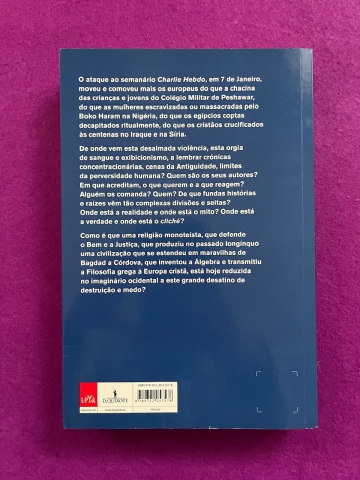 O ataque ao semanário Charlie Hebdo, em 7 de Janeiro,
moveu e comoveu mais os europeus do que a chacina
das crianças e jovens do Colégio Militar de Peshawar,
do que as mulheres escravizadas ou massacradas pelo
Boko Haram na Nigéria, do que os egípcios coptas
decapitados ritualmente, do que os cristãos crucificados
às centenas no Iraque e na Síria.
De onde vem esta desalmada violência, esta orgia
de sangue e exibicionismo, a lembrar crónicas
concentracionárias, cenas da Antiguidade, limites
da perversidade humana? Quem são os seus autores?
Em que acreditam, o que querem e a que reagem?
Alguém os comanda? Quem? De que fundas histórias
e raízes vêm tão complexas divisões e seitas?
Onde está a realidade e onde está o mito? Onde está
a verdade e onde está o cliché?
Como é que uma religião monoteísta, que defende
o Bem e a Justiça, que produziu no passado longínquo
uma civilização que se estendeu em maravilhas de
Bagdad a Córdova, que inventou a Álgebra e transmitiu
a Filosofia grega à Europa cristã, está hoje reduzida
no imaginário ocidental a este grande desatino de
destruição e medo?
LeYa
D.QUIXOTE